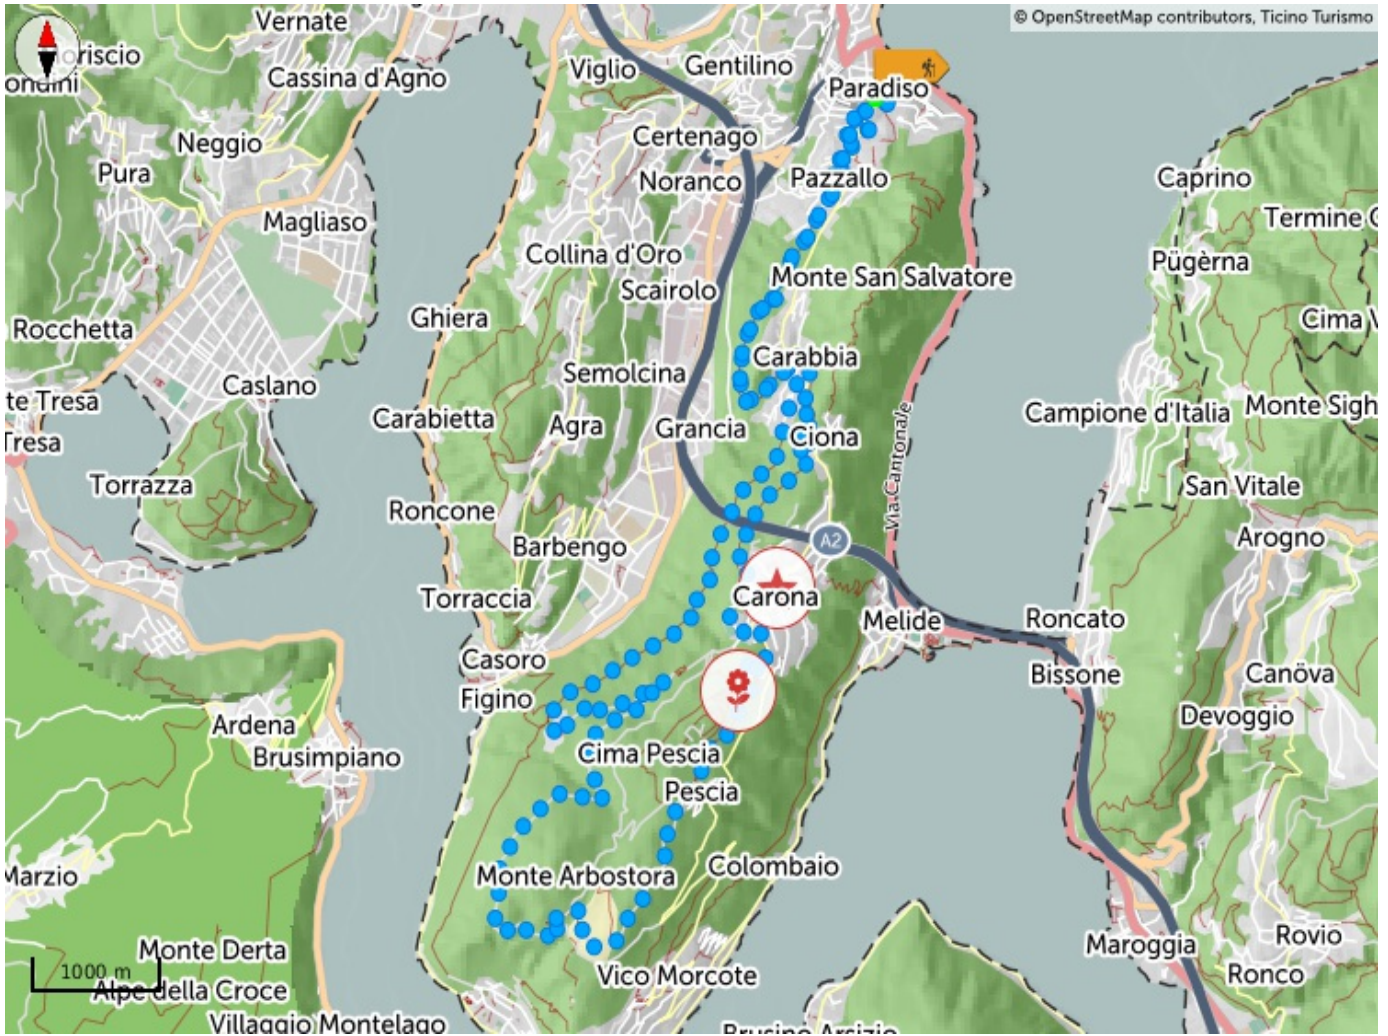 © OpenStreetMap contributors, Ticino Turismo
Vernate
Cassina d'Agno
Viglio
Gentilino
Paradiso
Neggio
Certenago
Pura
Noranco
Pazzallo
Caprino
Magliaso
Termine
Collina d'Oro
Pügèrna
Scairolo
Monte San Salvatore
Rocchetta
Ghiera
Cima
Carabbia
Semolcina
Caslano
te Tresa
Tresa
Carabietta
Agra
Grancia
Ciona
Campione d'Italia
Monte Sigh
Via Cantonale
Torrazza
Roncone
San Vitale
Barbengo
A2
Arogno
Torraccia
Carona
Melide
Roncato
Casoro
Figino
Bissone
Canöva
Ardena
Devoggio
Brusimpiano
Cima Pescia
Pescia
Marzio
Monte Arbostora
Colombaio
Monte Derta
Maroggia
Rovio
1000 m
Alpe della Croce
Vico Morcote
Ronco
Villaggio Montelago
Brusino Arsizio